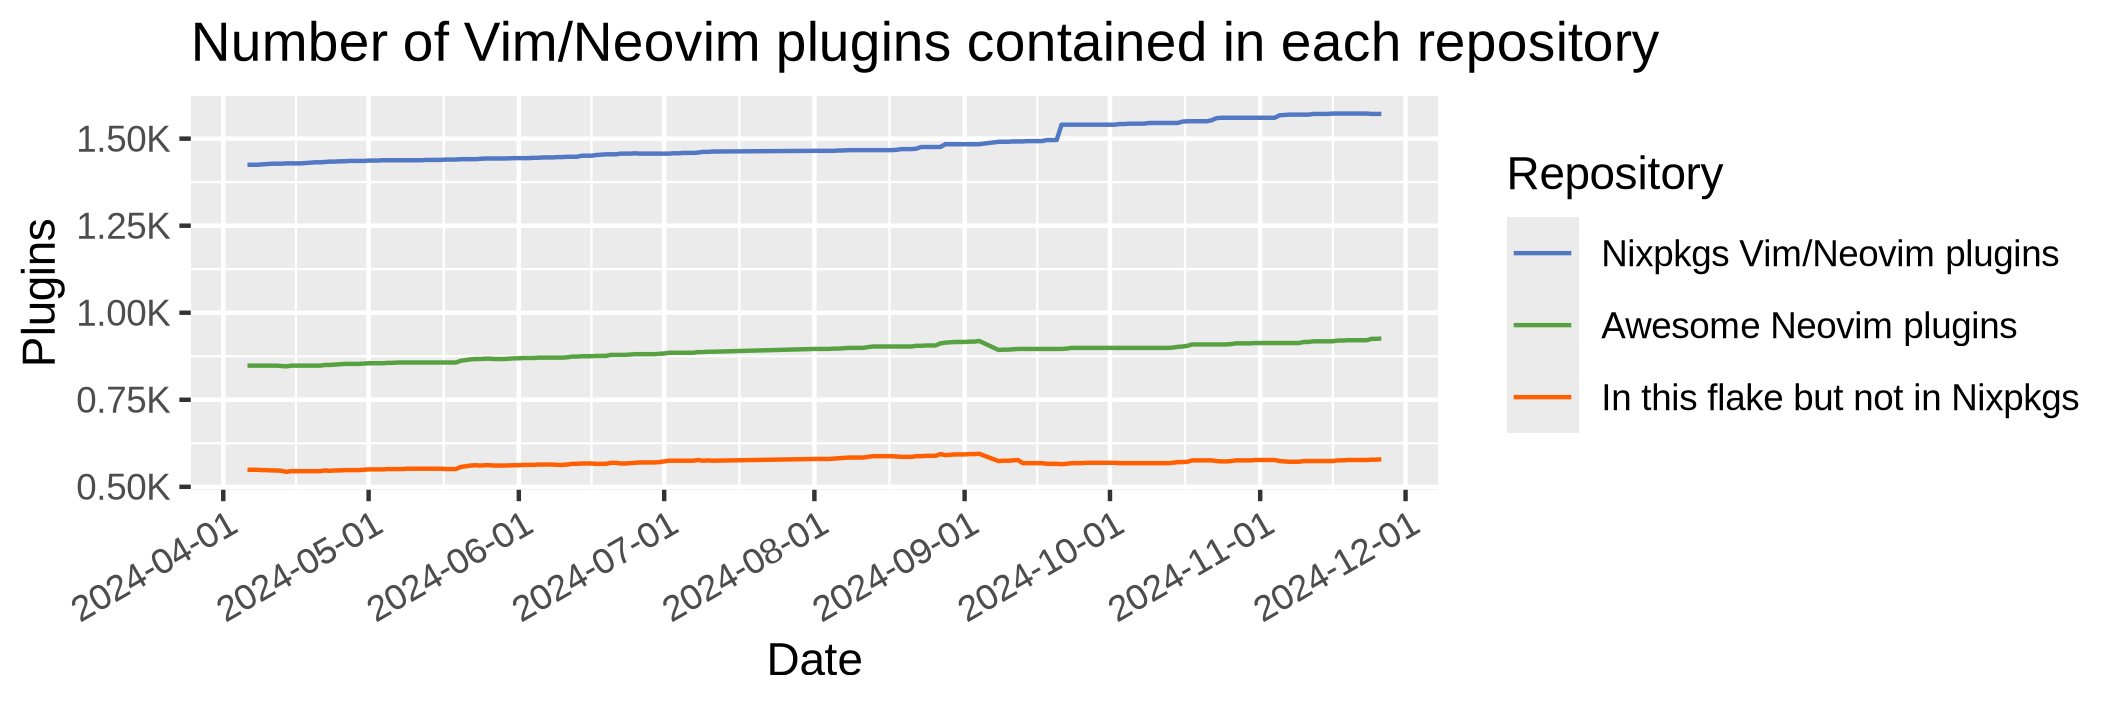 Number of Vim/Neovim plugins contained in each repository
Plugins
1.50K
1.25K
1.00K
0.75K
0.50K
2024-04-01
2024-05-01
2024-06-01
2024-07-01
2024-08-01
2024-09-01
2024-10-01
2024-11-01
2024-12-01
Date
Repository
Nixpkgs Vim/Neovim plugins
Awesome Neovim plugins
In this flake but not in Nixpkgs